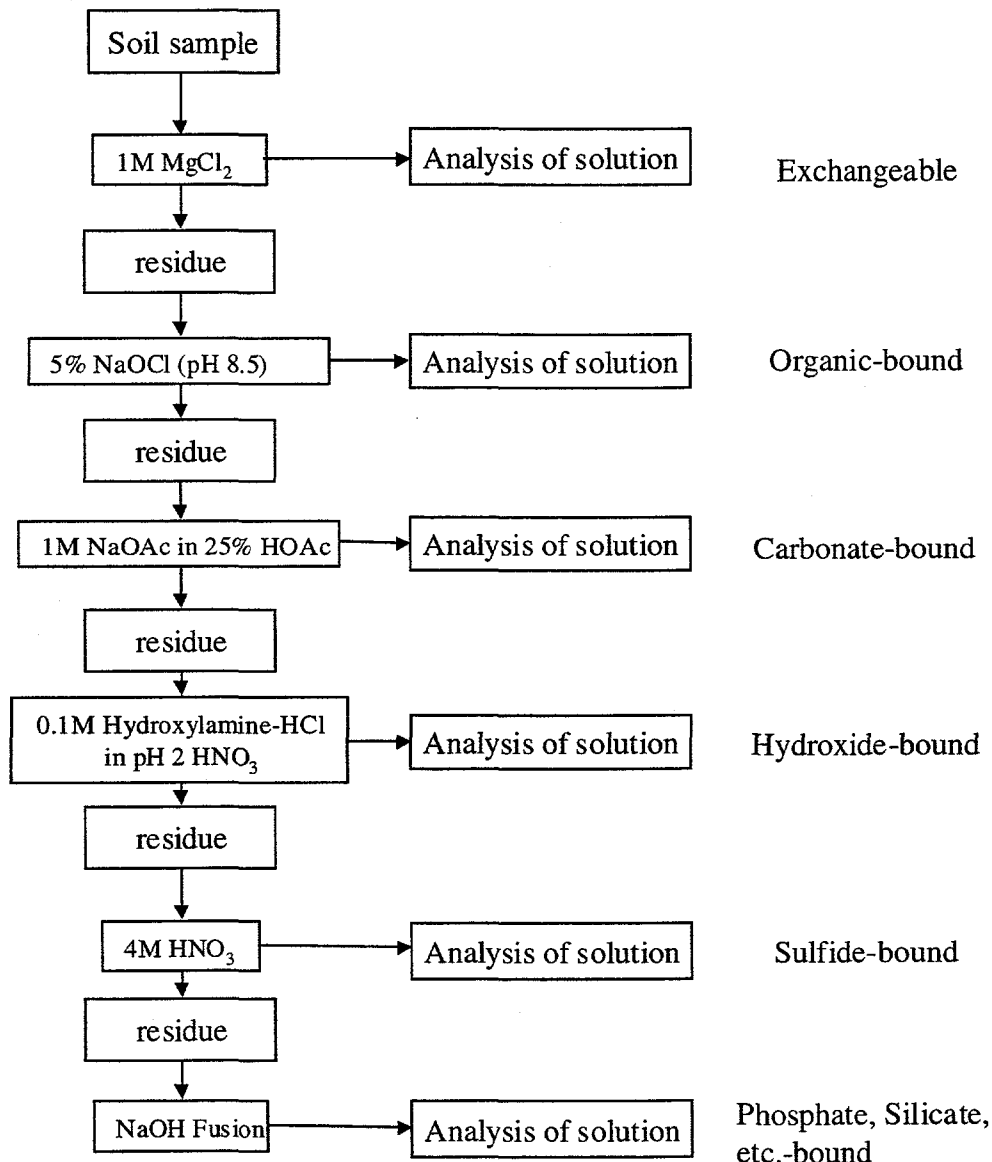 Soil sample
1M MgCl₂
Analysis of solution
Exchangeable
residue
5% NaOCl (pH 8.5)
Analysis of solution
Organic-bound
residue
1M NaOAc in 25% HOAc
Analysis of solution
Carbonate-bound
residue
0.1M Hydroxylamine-HCl
in pH 2 HNO₃
Analysis of solution
Hydroxide-bound
residue
4M HNO₃
Analysis of solution
Sulfide-bound
residue
NaOH Fusion
Analysis of solution
Phosphate, Silicate,
etc.-bound